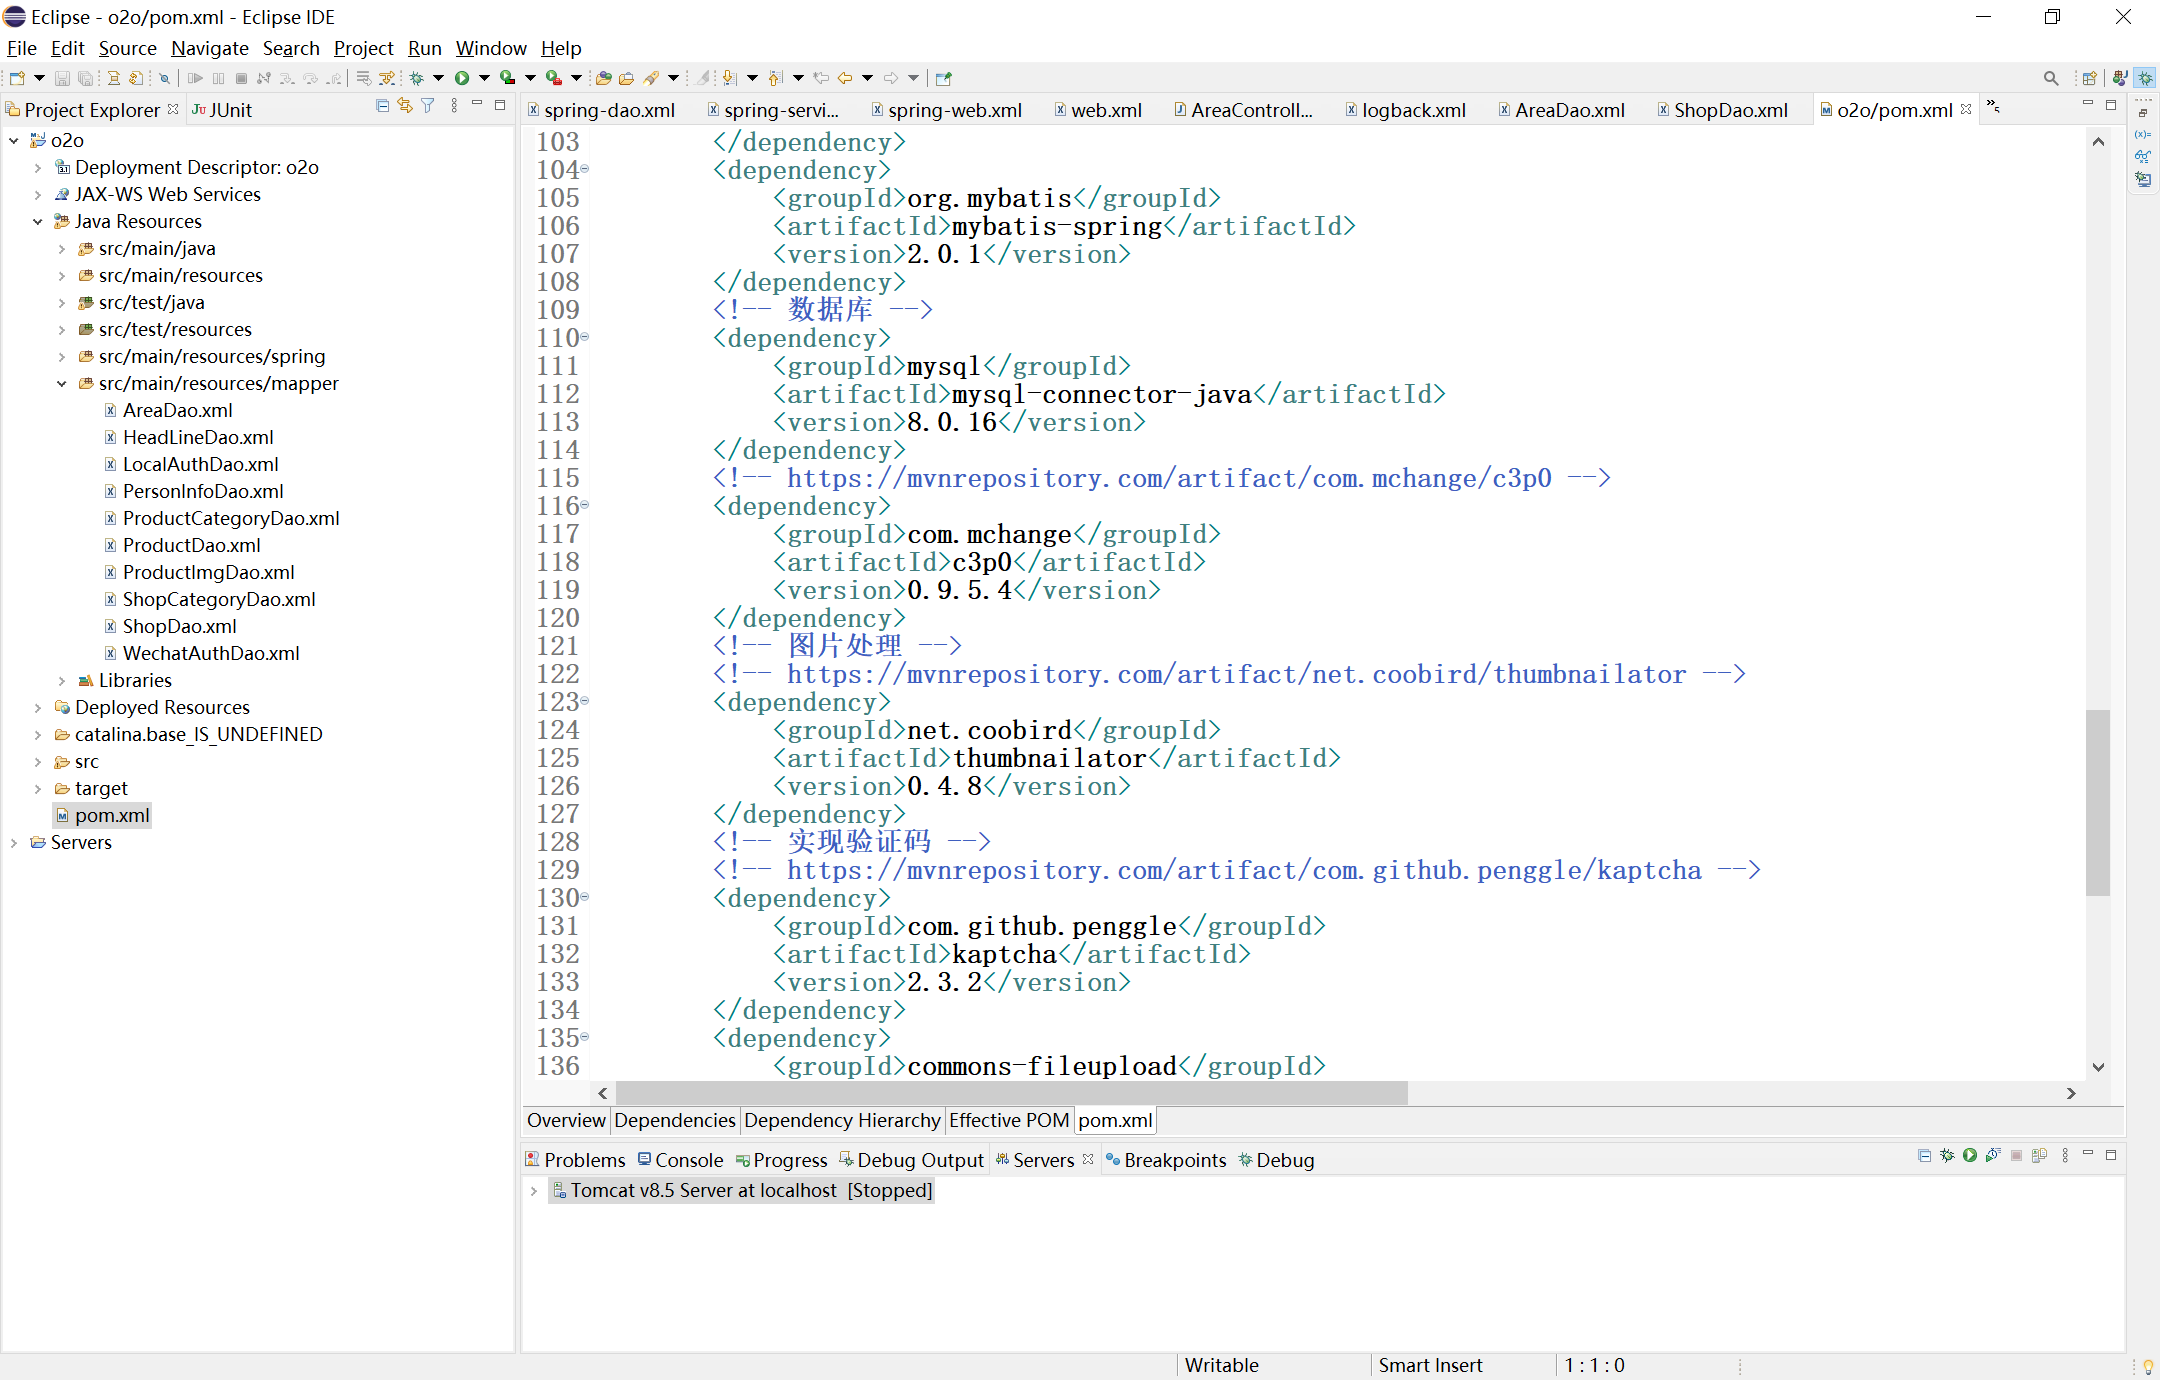 Eclipse - o2o/pom.xml - Eclipse IDE
File Edit Source Navigate Search Project Run Window Help
Project Explorer JUnit
spring-dao.xml spring-servi... spring-web.xml web.xml AreaControll... logback.xml AreaDao.xml ShopDao.xml o2o/pom.xml »5
o2o
Deployment Descriptor: o2o
JAX-WS Web Services
Java Resources
src/main/java
src/main/resources
src/test/java
src/test/resources
src/main/resources/spring
src/main/resources/mapper
AreaDao.xml
HeadLineDao.xml
LocalAuthDao.xml
PersonInfoDao.xml
ProductCategoryDao.xml
ProductDao.xml
ProductImgDao.xml
ShopCategoryDao.xml
ShopDao.xml
WechatAuthDao.xml
Libraries
Deployed Resources
catalina.base_IS_UNDEFINED
src
target
pom.xml
Servers
103 </dependency>
104 <dependency>
105 <groupId>org.mybatis</groupId>
106 <artifactId>mybatis-spring</artifactId>
107 <version>2.0.1</version>
108 </dependency>
109 <!-- 数据库 -->
110 <dependency>
111 <groupId>mysql</groupId>
112 <artifactId>mysql-connector-java</artifactId>
113 <version>8.0.16</version>
114 </dependency>
115 <!-- https://mvnrepository.com/artifact/com.mchange/c3p0 -->
116 <dependency>
117 <groupId>com.mchange</groupId>
118 <artifactId>c3p0</artifactId>
119 <version>0.9.5.4</version>
120 </dependency>
121 <!-- 图片处理 -->
122 <!-- https://mvnrepository.com/artifact/net.coobird/thumbnailator -->
123 <dependency>
124 <groupId>net.coobird</groupId>
125 <artifactId>thumbnailator</artifactId>
126 <version>0.4.8</version>
127 </dependency>
128 <!-- 实现验证码 -->
129 <!-- https://mvnrepository.com/artifact/com.github.penggle/kaptcha -->
130 <dependency>
131 <groupId>com.github.penggle</groupId>
132 <artifactId>kaptcha</artifactId>
133 <version>2.3.2</version>
134 </dependency>
135 <dependency>
136 <groupId>commons-fileupload</groupId>
Overview Dependencies Dependency Hierarchy Effective POM pom.xml
Problems Console Progress Debug Output Servers Breakpoints Debug
Tomcat v8.5 Server at localhost [Stopped]
Writable Smart Insert 1 : 1 : 0